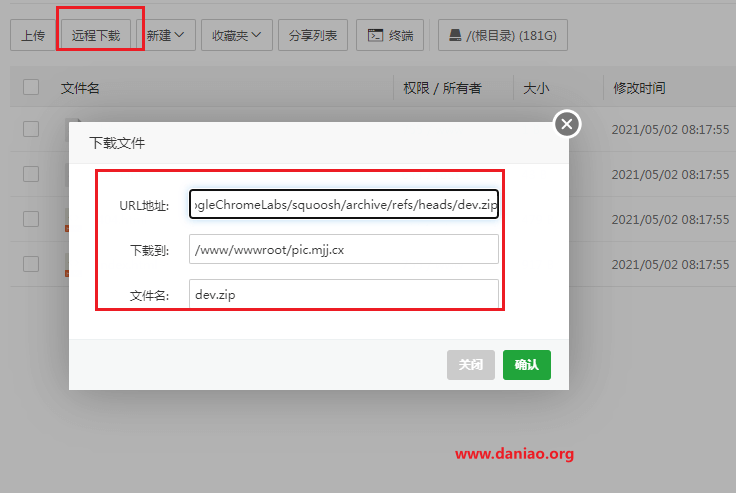 上传 远程下载 新建 收藏夹 分享列表 终端 /(根目录) (181G)
文件名 权限 / 所有者 大小 修改时间
2021/05/02 08:17:55
下载文件
2021/05/02 08:17:55
URL地址: ogleChromeLabs/squoosh/archive/refs/heads/dev.zip
下载到: /www/wwwroot/pic.mjj.cx
2021/05/02 08:17:55
2021/05/02 08:17:55
文件名: dev.zip
关闭 确认
www.daniao.org